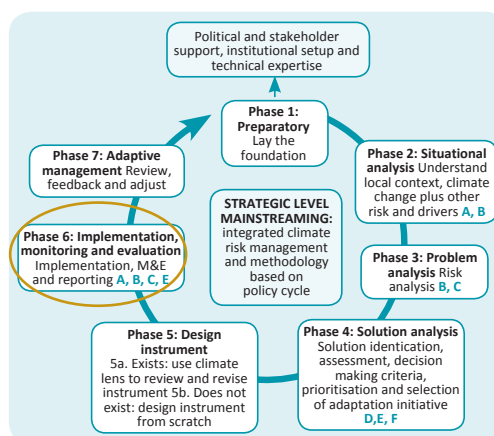 Political and stakeholder
support, institutional setup and
technical expertise
Phase 1:
Preparatory
Lay the
foundation
Phase 2: Situational
analysis Understand
local context, climate
change plus other
risk and drivers A, B
Phase 3: Problem
analysis Risk
analysis B, C
Phase 4: Solution analysis
Solution identication,
assessment, decision
making criteria,
prioritisation and selection
of adaptation initiative
D,E, F
Phase 5: Design
instrument
5a. Exists: use climate
lens to review and revise
instrument 5b. Does not
exist: design instrument
from scratch
Phase 6: Implementation,
monitoring and evaluation
Implementation, M&E
and reporting A, B, C, E
Phase 7: Adaptive
management Review,
feedback and adjust
STRATEGIC LEVEL
MAINSTREAMING:
integrated climate
risk management
and methodology
based on
policy cycle